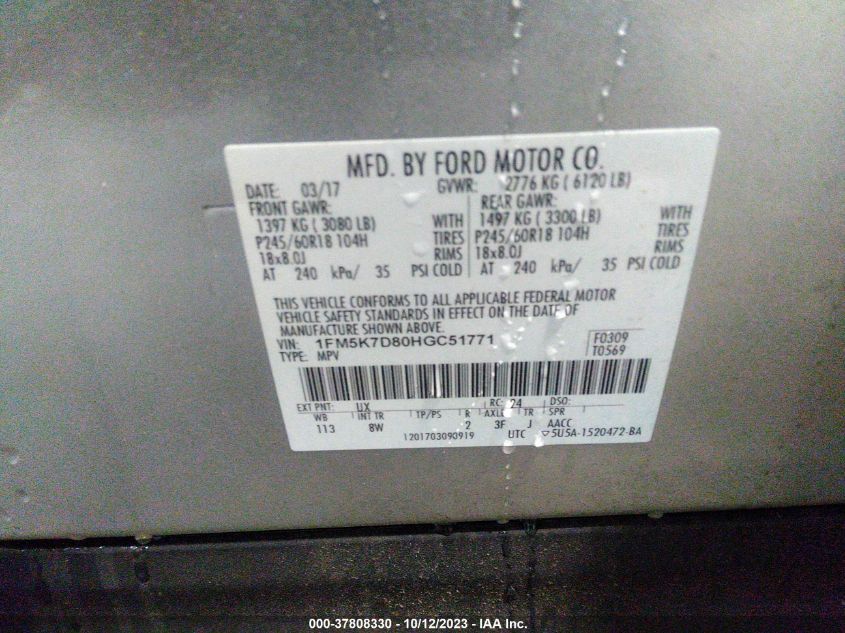 MFD. BY FORD MOTOR CO.
DATE: 03/17 GVWR: 2776 KG ( 6120 LB)
FRONT GAWR: REAR GAWR:
1397 KG ( 3080 LB) WITH 1497 KG ( 3300 LB) WITH
P245/60R18 104H TIRES P245/60R18 104H TIRES
18x8.0J RIMS 18x8.0J RIMS
AT 240 kPa/ 35 PSI COLD AT 240 kPa/ 35 PSI COLD
THIS VEHICLE CONFORMS TO ALL APPLICABLE FEDERAL MOTOR
VEHICLE SAFETY STANDARDS IN EFFECT ON THE DATE OF
MANUFACTURE SHOWN ABOVE.
VIN: 1FM5K7D80HGC51771 F0309
TYPE: MPV T0569
EXT PNT: UX RC: 24 DSO:
WB INT TR TP/PS R AXLE TR SPR
113 8W 2 3F J AACC
1201703090919 UTC ▽5U5A-1520472-BA
000-37808330 - 10/12/2023 - IAA Inc.